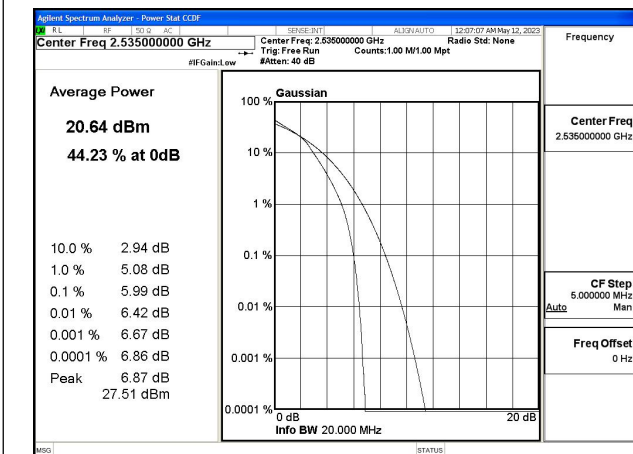 Agilent Spectrum Analyzer - Power Stat CCDF
RL RF 50 Ω AC SENSE:INT ALIGN AUTO 12:07:07 AM May 12, 2023
Center Freq 2.535000000 GHz
Center Freq: 2.535000000 GHz Radio Std: None
Trig: Free Run Counts:1.00 M/1.00 Mpt
#IFGain:Low #Atten: 40 dB
Frequency
Average Power
20.64 dBm
44.23 % at 0dB
10.0 % 2.94 dB
1.0 % 5.08 dB
0.1 % 5.99 dB
0.01 % 6.42 dB
0.001 % 6.67 dB
0.0001 % 6.86 dB
Peak 6.87 dB
27.51 dBm
Gaussian
100 %
10 %
1 %
0.1 %
0.01 %
0.001 %
0.0001 %
0 dB 20 dB
Info BW 20.000 MHz
Center Freq
2.535000000 GHz
CF Step
5.000000 MHz
Auto Man
Freq Offset
0 Hz
MSG STATUS